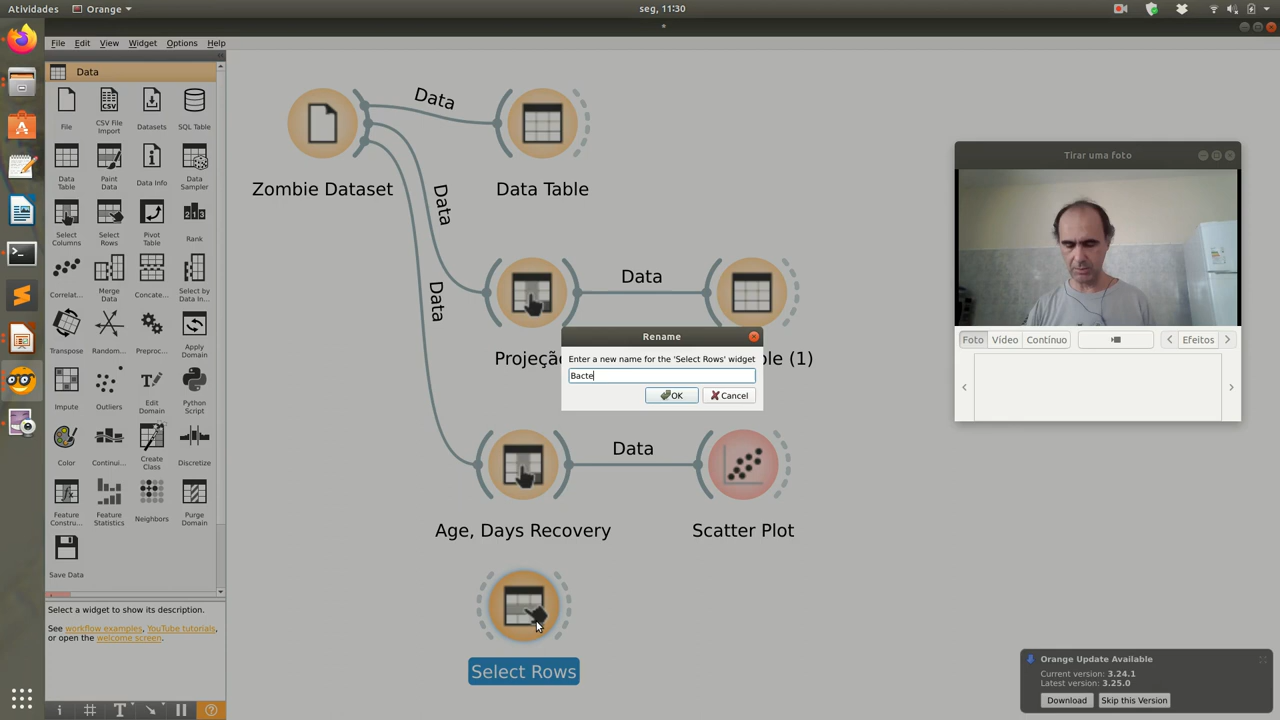 Atividades
Orange
seg, 11:30
File Edit View Widget Options Help
Data
File
CSV File Import
Datasets
SQL Table
Data Table
Paint Data
Data Info
Data Sampler
Select Columns
Select Rows
Pivot Table
Rank
Correlat...
Merge Data
Concate...
Select by Data In...
Transpose
Random...
Preproc...
Apply Domain
Impute
Outliers
Edit Domain
Python Script
Color
Continui...
Create Class
Discretize
Feature Constru...
Feature Statistics
Neighbors
Purge Domain
Save Data
Select a widget to show its description.
See workflow examples, YouTube tutorials,
or open the welcome screen.
Data
Zombie Dataset
Data Table
Data
Data
Data
Projeçã
ble (1)
Rename
Enter a new name for the 'Select Rows' widget
Bacte
OK
Cancel
Data
Age, Days Recovery
Scatter Plot
Select Rows
Tirar uma foto
Foto Vídeo Contínuo
Efeitos
Orange Update Available
Current version: 3.24.1
Latest version: 3.25.0
Download
Skip this Version